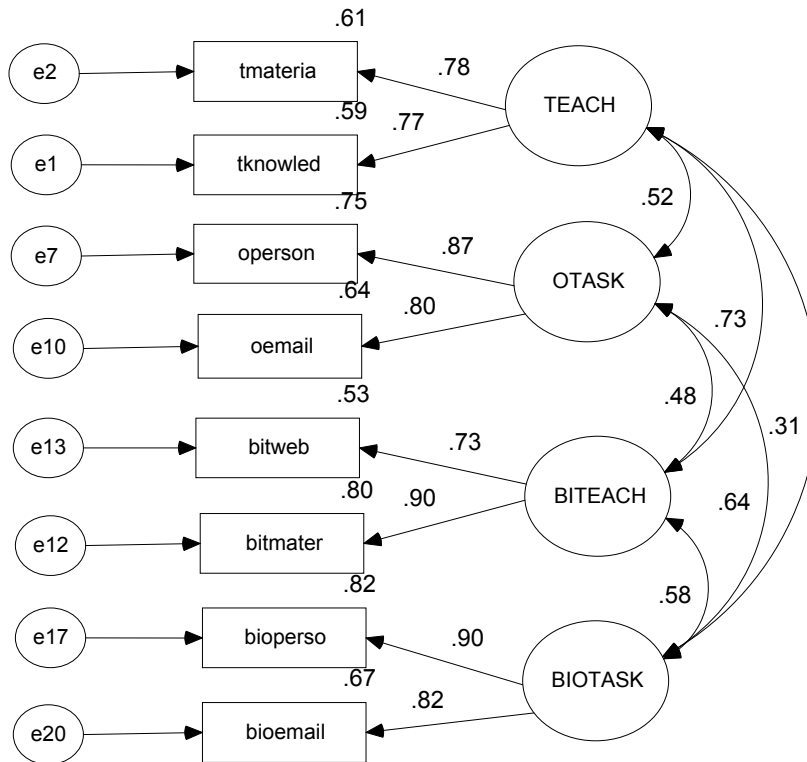 .61
e2 tmateria .78 TEACH
.59
.77
e1 tknowled
.75
.52
e7 operson .87 OTASK
.64
.80
.73
e10 oemail
.53
.48
.31
e13 bitweb .73
.80 .90 BITEACH .64
e12 bitmater
.82
.58
e17 bioperso .90
.67 BIOTASK
.82
e20 bioemail